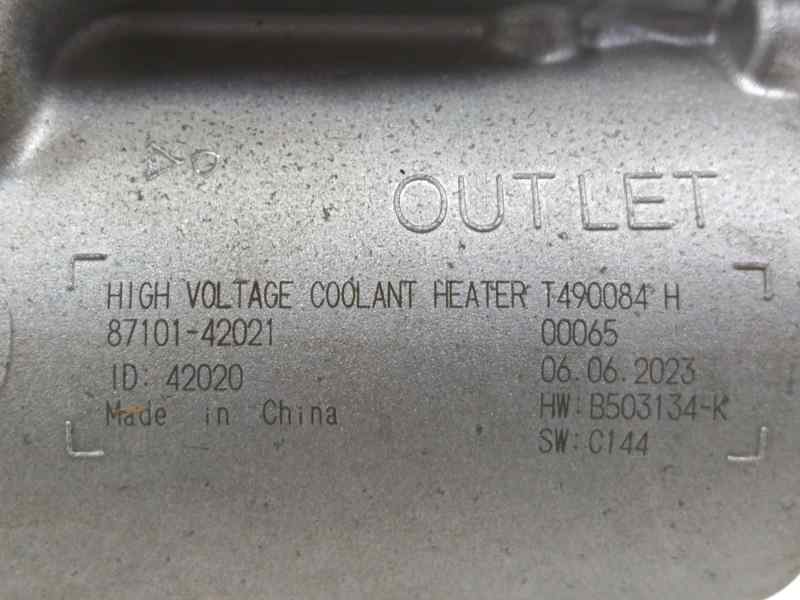 OUTLET
HIGH VOLTAGE COOLANT HEATER T490084 H
87101-42021 00065
ID: 42020 06.06.2023
Made in China HW:B503134-K
SW:C144